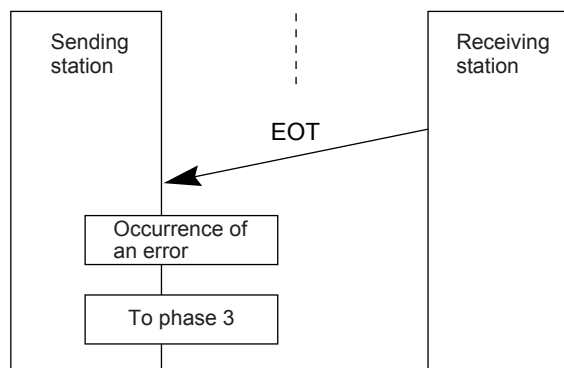 Sending
station
Receiving
station
EOT
Occurrence of
an error
To phase 3